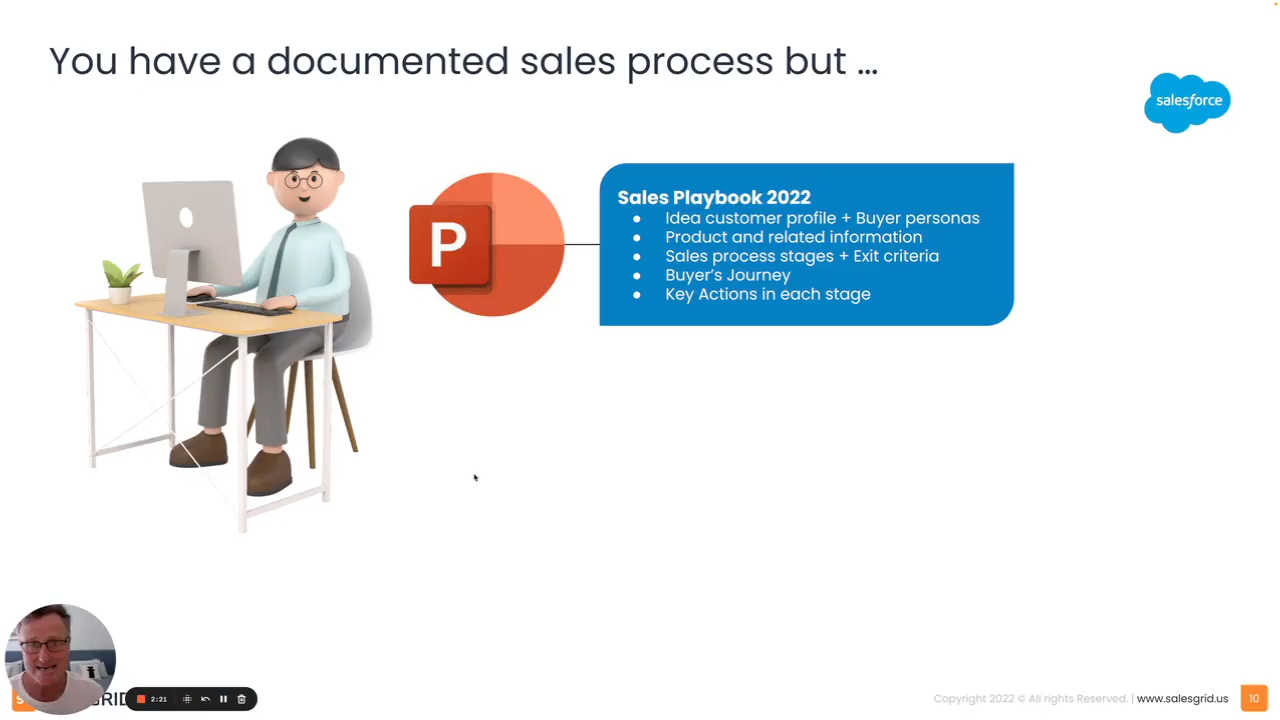 You have a documented sales process but ...
salesforce
P
Sales Playbook 2022
● Idea customer profile + Buyer personas
● Product and related information
● Sales process stages + Exit criteria
● Buyer's Journey
● Key Actions in each stage
2:21
Copyright 2022 © All rights Reserved. | www.salesgrid.us
10